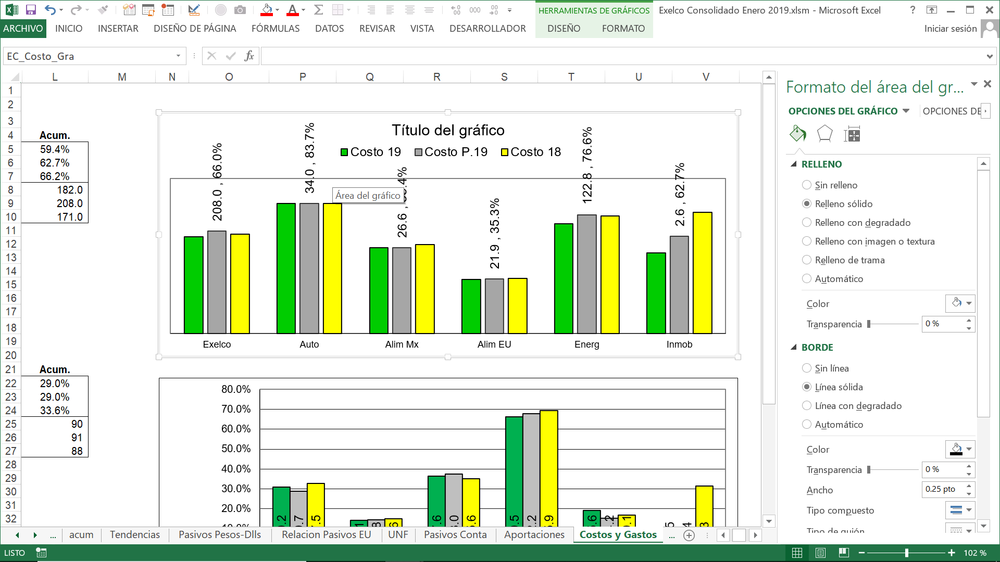 HERRAMIENTAS DE GRÁFICOS
Exelco Consolidado Enero 2019.xlsm - Microsoft Excel
ARCHIVO INICIO INSERTAR DISEÑO DE PÁGINA FÓRMULAS DATOS REVISAR VISTA DESARROLLADOR DISEÑO FORMATO Iniciar sesión
EC_Costo_Gra
fx
L M N O P Q R S T U V
1
2
3
4 Acum.
5 59.4%
6 62.7%
7 66.2%
8 182.0
9 208.0
10 171.0
11
12
13
14
15
16
17
18
19
20
21 Acum.
22 29.0%
23 29.0%
24 33.6%
25 90
26 91
27 88
28
29
30
31
32
Título del gráfico
Costo 19 Costo P.19 Costo 18
208.0 , 66.0%
34.0 , 83.7%
26.6 ,
.4%
21.9 , 35.3%
122.8 , 76.6%
2.6 , 62.7%
Área del gráfico
Exelco Auto Alim Mx Alim EU Energ Inmob
80.0%
70.0%
60.0%
50.0%
40.0%
30.0%
20.0%
Formato del área del gr...
OPCIONES DEL GRÁFICO OPCIONES DE
RELLENO
Sin relleno
Relleno sólido
Relleno con degradado
Relleno con imagen o textura
Relleno de trama
Automático
Color
Transparencia 0 %
BORDE
Sin línea
Línea sólida
Línea con degradado
Automático
Color
Transparencia 0 %
Ancho 0.25 pto
Tipo compuesto
Tipo de guión
... acum Tendencias Pasivos Pesos-Dlls Relacion Pasivos EU UNF Pasivos Conta Aportaciones Costos y Gastos ...
LISTO
102 %